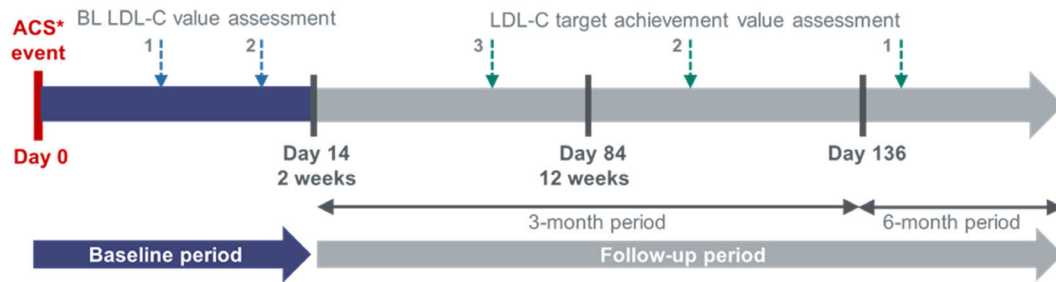 BL LDL-C value assessment
LDL-C target achievement value assessment
ACS*
event
1
2
3
2
1
Day 0
Day 14
2 weeks
Day 84
12 weeks
Day 136
3-month period
6-month period
Baseline period
Follow-up period